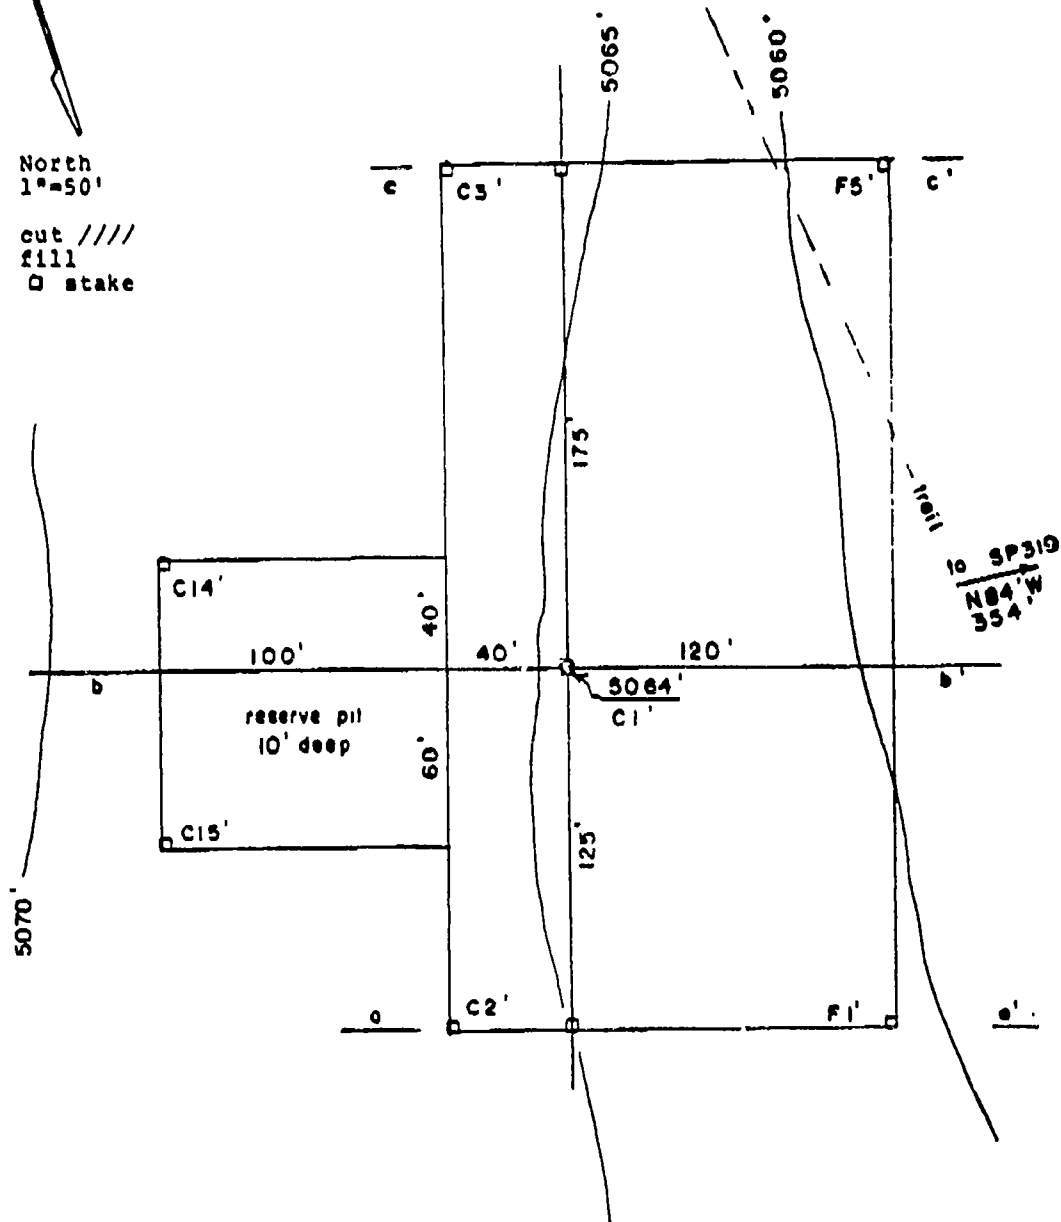 North
1"=50'
cut ////
fill
stake
5065'
5060'
c
C3'
F5'
c'
175'
trail
to SP319
N84'W
354'
C14'
40'
100'
40'
120'
b
b'
5064'
C1'
reserve pit
10' deep
60'
C15'
125'
5070'
C2'
F1'
a
a'